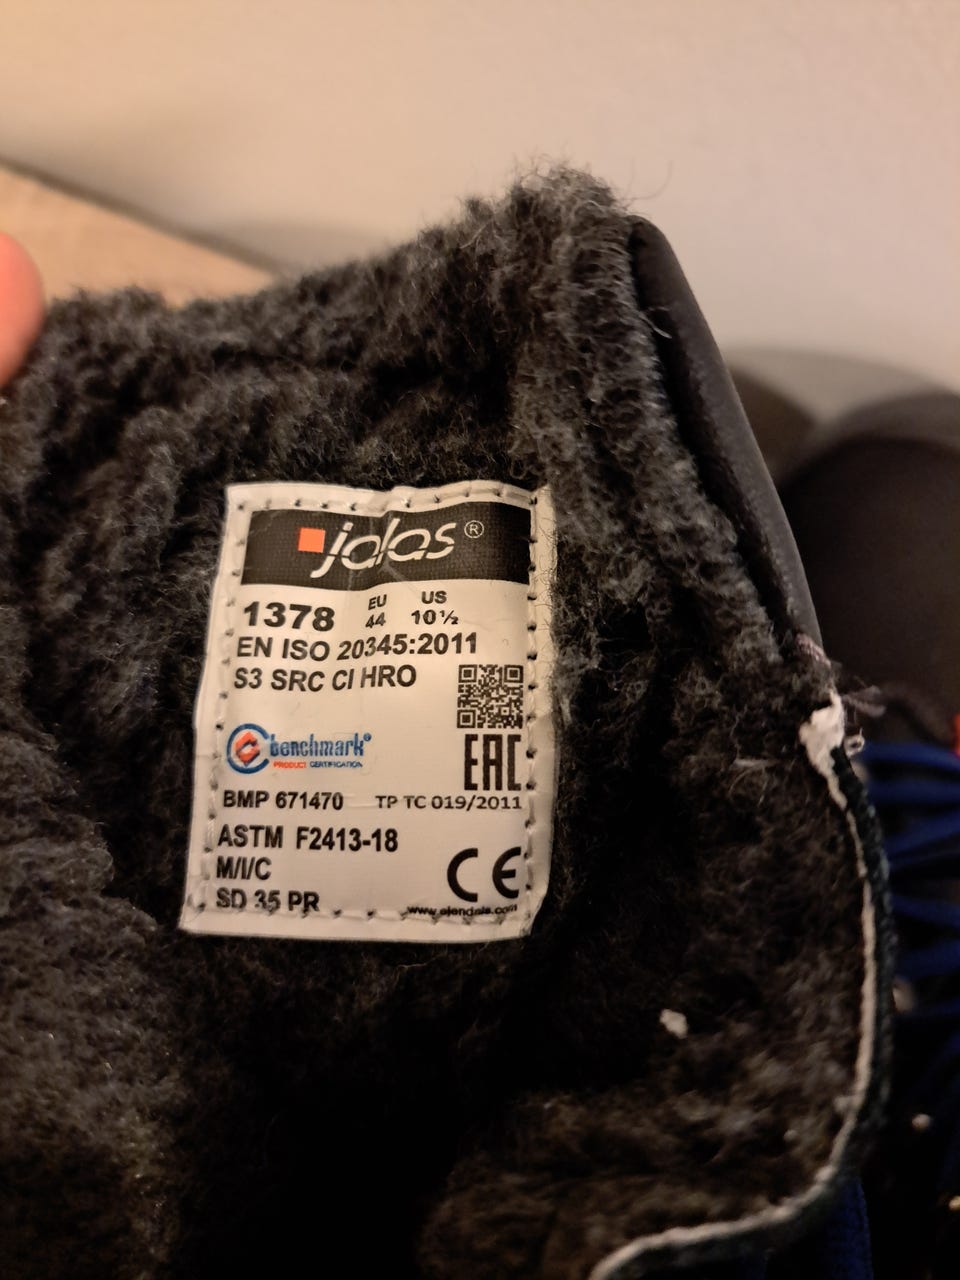 jalas®
EU US
1378 44 10½
EN ISO 20345:2011
S3 SRC CI HRO
benchmark®
PRODUCT CERTIFICATION
EAC
BMP 671470 TP TC 019/2011
ASTM F2413-18
M/I/C
CE
SD 35 PR
www.ejendals.com